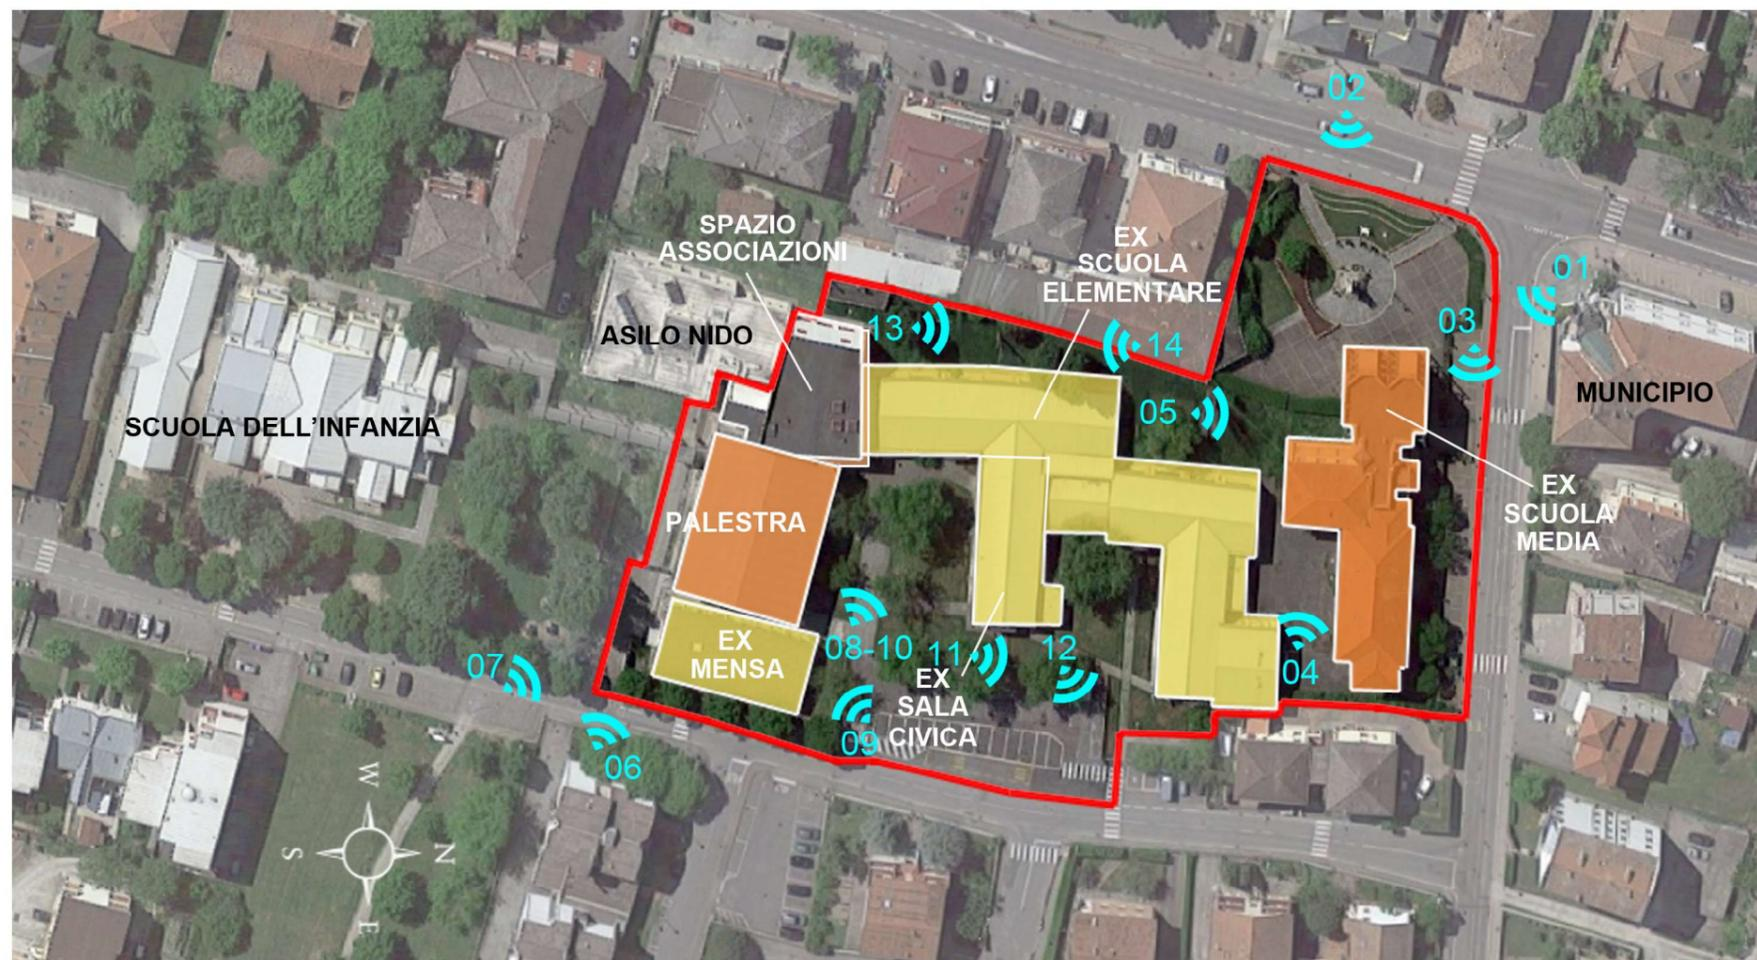 02
SPAZIO
ASSOCIAZIONI
EX
SCUOLA
ELEMENTARE
01
13
14
03
ASILO NIDO
MUNICIPIO
05
SCUOLA DELL'INFANZIA
EX
SCUOLA
MEDIA
PALESTRA
EX
MENSA
08-10
11
12
04
07
EX
SALA
CIVICA
09
06
W
S
N
E